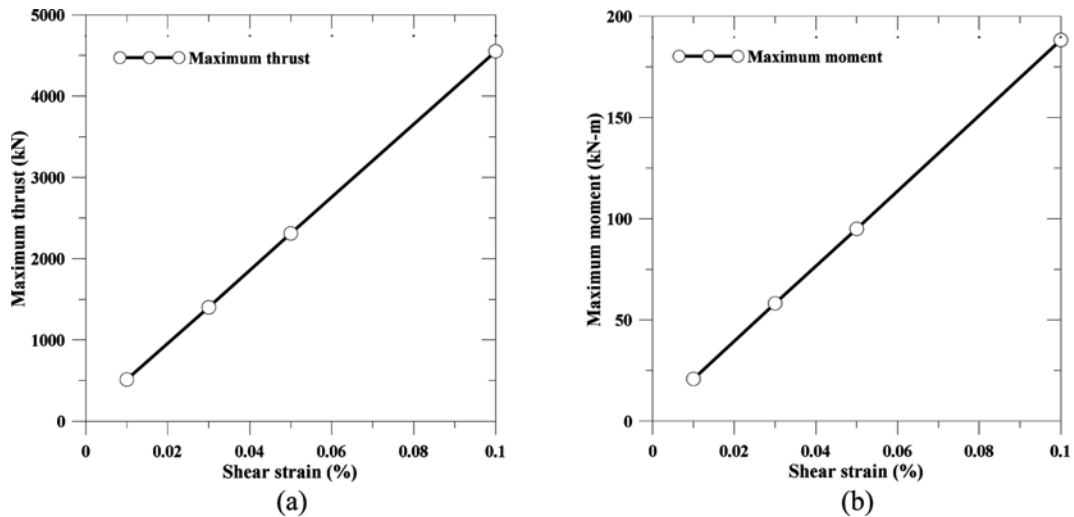 5000
4000
3000
2000
1000
0
Maximum thrust (kN)
Maximum thrust
0 0.02 0.04 0.06 0.08 0.1
Shear strain (%)
(a)
200
150
100
50
0
Maximum moment (kN-m)
Maximum moment
0 0.02 0.04 0.06 0.08 0.1
Shear strain (%)
(b)